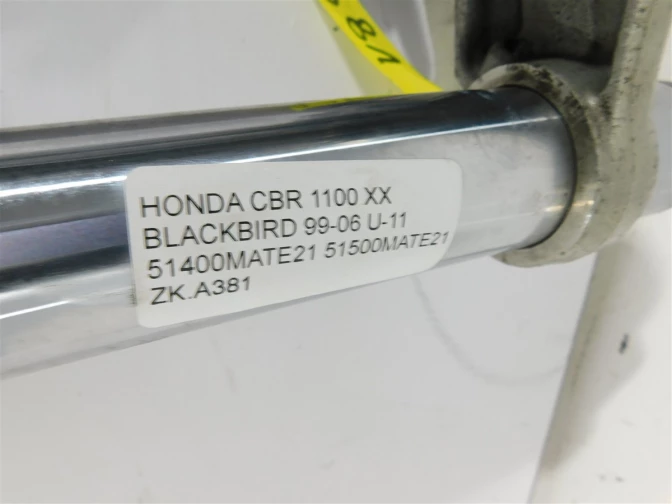 HONDA CBR 1100 XX
BLACKBIRD 99-06 U-11
51400MATE21 51500MATE21
ZK.A381